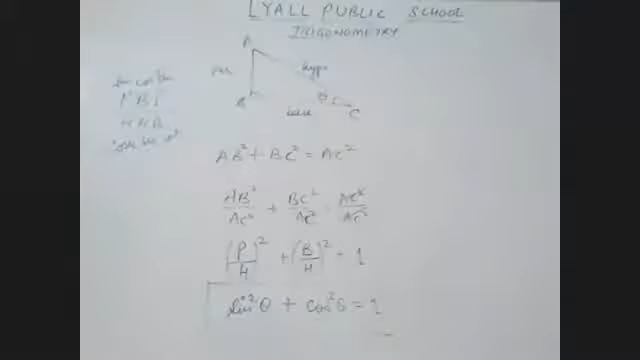 LYALL PUBLIC SCHOOL
TRIGONOMETRY
A
hypo
B
θ
C
base
P B P
H H B
AB² + BC² = AC²
AB²/AC² + BC²/AC² = AC²/AC²
(P/H)² + (B/H)² = 1
sin²θ + cos²θ = 1